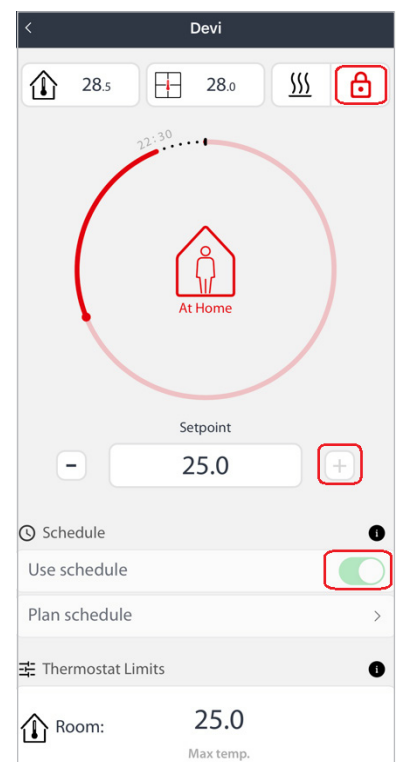 Devi
28.5 28.0
22:30
At Home
Setpoint
- 25.0 +
Schedule
Use schedule
Plan schedule
Thermostat Limits
Room: 25.0
Max temp.